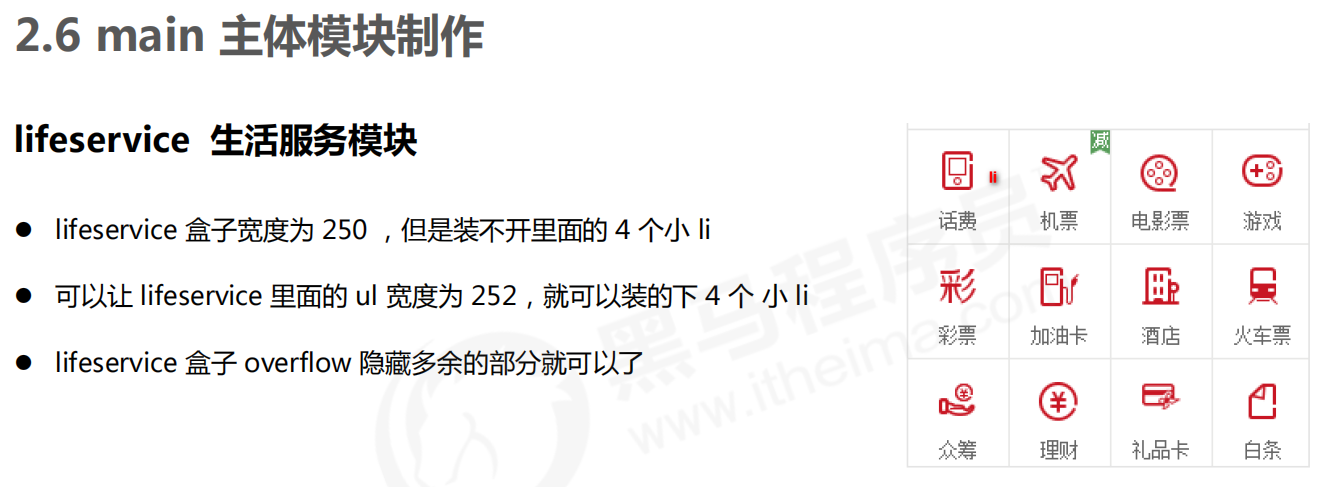 2.6 main 主体模块制作
lifeservice 生活服务模块
● lifeservice 盒子宽度为 250 ，但是装不开里面的 4 个小 li
● 可以让 lifeservice 里面的 ul 宽度为 252，就可以装的下 4 个 小 li
● lifeservice 盒子 overflow 隐藏多余的部分就可以了
减
li
话费 机票 电影票 游戏
彩
彩票 加油卡 酒店 火车票
众筹 理财 礼品卡 白条
黑马程序员
www.itheima.com